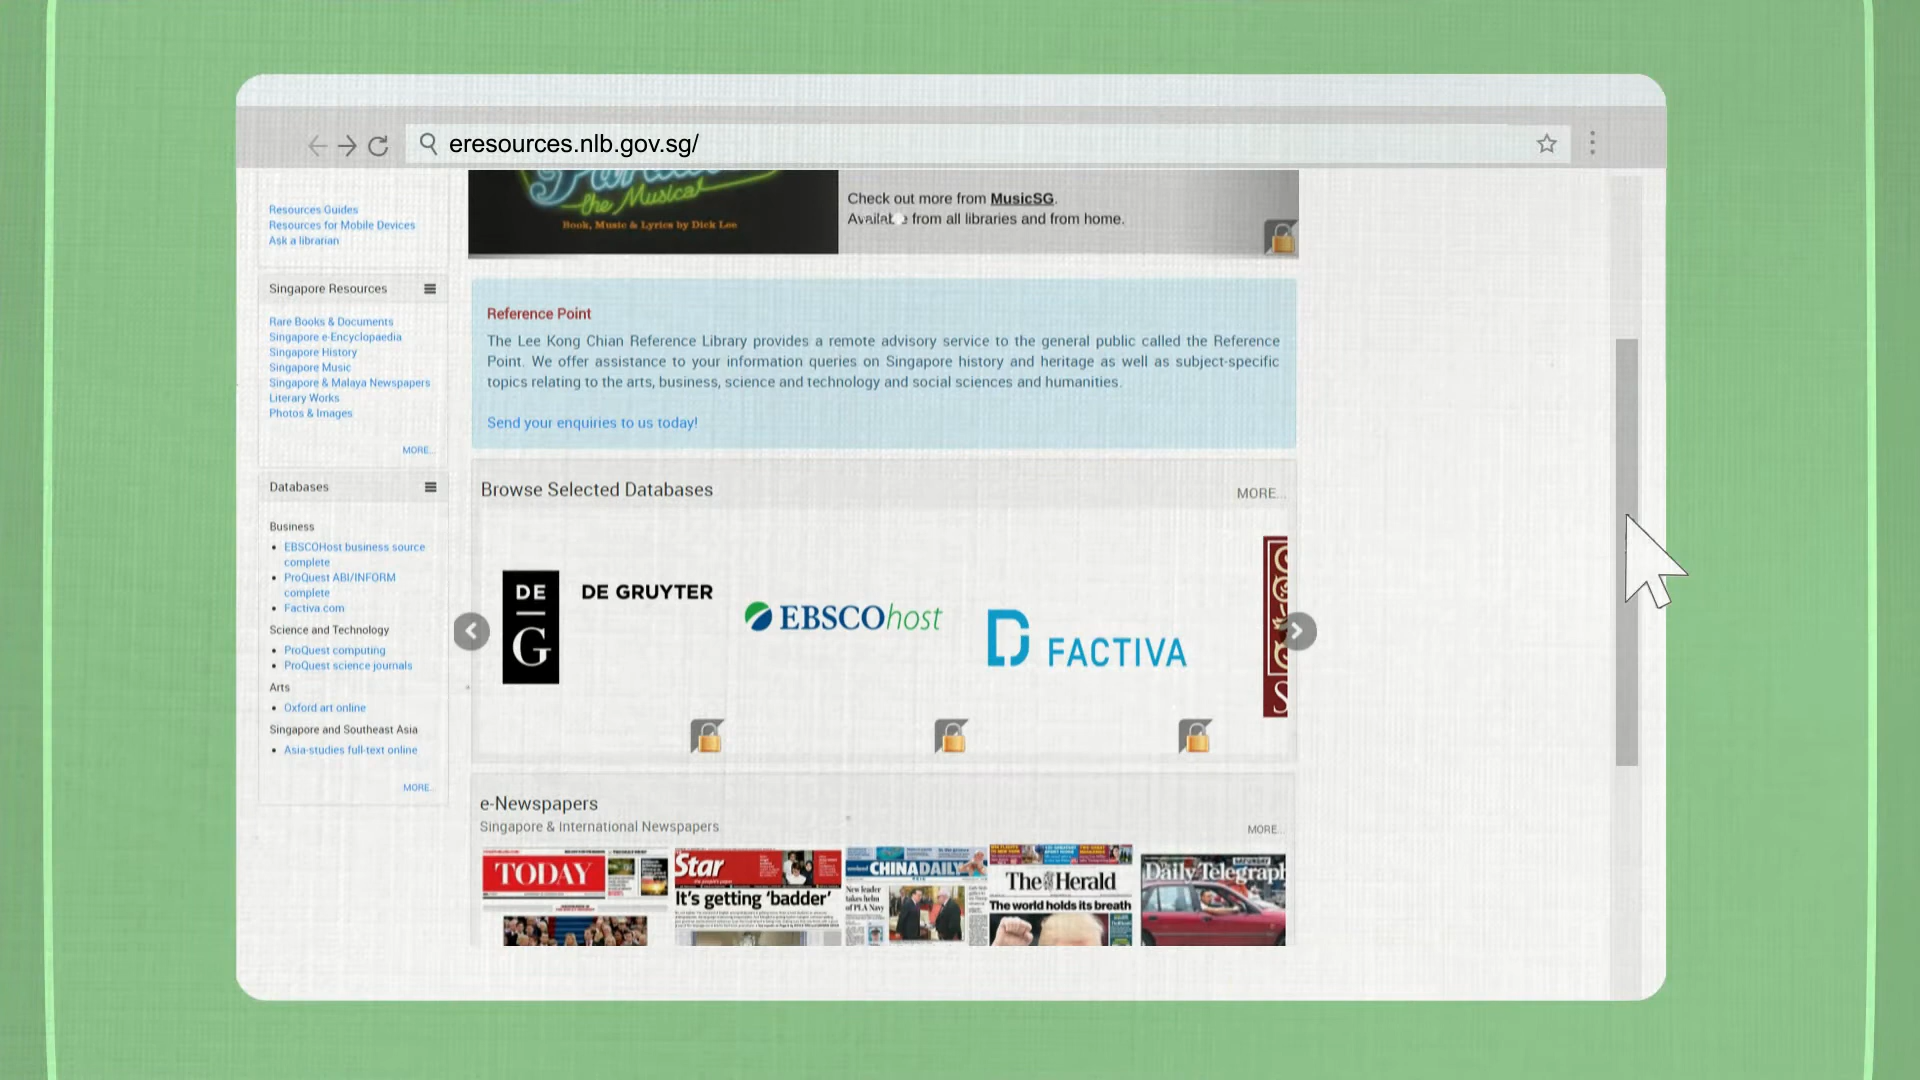 eresources.nlb.gov.sg/
the Musical
Book, Music & Lyrics by Dick Lee
Check out more from MusicSG.
Available from all libraries and from home.
Resources Guides
Resources for Mobile Devices
Ask a librarian
Singapore Resources
Rare Books & Documents
Singapore e-Encyclopaedia
Singapore History
Singapore Music
Singapore & Malaya Newspapers
Literary Works
Photos & Images
MORE...
Databases
Business
EBSCOHost business source
complete
ProQuest ABI/INFORM
complete
Factiva.com
Science and Technology
ProQuest computing
ProQuest science journals
Arts
Oxford art online
Singapore and Southeast Asia
Asia-studies full-text online
MORE...
Reference Point
The Lee Kong Chian Reference Library provides a remote advisory service to the general public called the Reference
Point. We offer assistance to your information queries on Singapore history and heritage as well as subject-specific
topics relating to the arts, business, science and technology and social sciences and humanities.
Send your enquiries to us today!
Browse Selected Databases
MORE...
DE
G
DE GRUYTER
EBSCOhost
FACTIVA
e-Newspapers
Singapore & International Newspapers
MORE...
TODAY
Star
It's getting 'badder'
CHINA DAILY
New leader
takes helm
of PLA Navy
The Herald
The world holds its breath
SATURDAY
Daily Telegraph